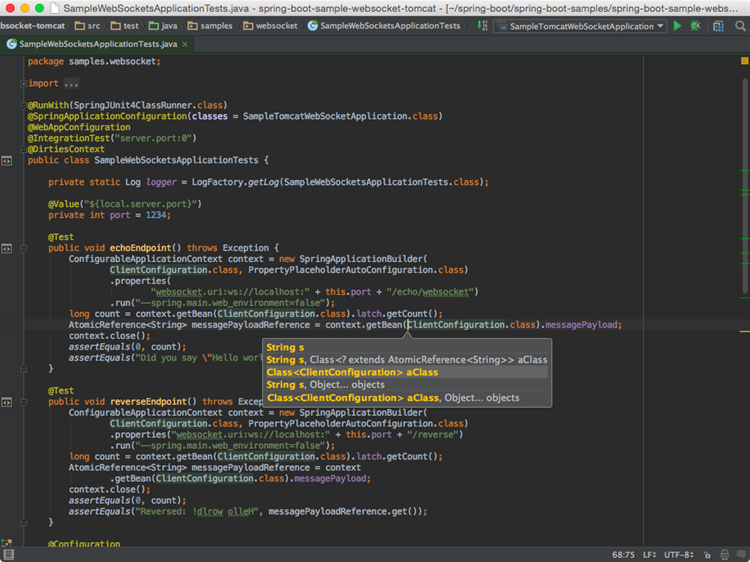 SampleWebSocketsApplicationTests.java - spring-boot-sample-websocket-tomcat - [~/spring-boot/spring-boot-samples/spring-boot-sample-webs...
bsocket-tomcat › src › test › java › samples › websocket › SampleWebSocketsApplicationTests SampleTomcatWebSocketApplication
SampleWebSocketsApplicationTests.java ×
package samples.websocket;
import ...
@RunWith(SpringJUnit4ClassRunner.class)
@SpringApplicationConfiguration(classes = SampleTomcatWebSocketApplication.class)
@WebAppConfiguration
@IntegrationTest("server.port:0")
@DirtiesContext
public class SampleWebSocketsApplicationTests {
private static Log logger = LogFactory.getLog(SampleWebSocketsApplicationTests.class);
@Value("${local.server.port}")
private int port = 1234;
@Test
public void echoEndpoint() throws Exception {
ConfigurableApplicationContext context = new SpringApplicationBuilder(
ClientConfiguration.class, PropertyPlaceholderAutoConfiguration.class)
.properties(
"websocket.uri:ws://localhost:" + this.port + "/echo/websocket")
.run("--spring.main.web_environment=false");
long count = context.getBean(ClientConfiguration.class).latch.getCount();
AtomicReference<String> messagePayloadReference = context.getBean(ClientConfiguration.class).messagePayload;
context.close();
assertEquals(0, count);
assertEquals("Did you say \"Hello worl
String s
String s, Class<? extends AtomicReference<String>> aClass
Class<ClientConfiguration> aClass
String s, Object... objects
Class<ClientConfiguration> aClass, Object... objects
}
@Test
public void reverseEndpoint() throws Exce
ConfigurableApplicationContext context = new SpringApplicationBuilder(
ClientConfiguration.class, PropertyPlaceholderAutoConfiguration.class)
.properties("websocket.uri:ws://localhost:" + this.port + "/reverse")
.run("--spring.main.web_environment=false");
long count = context.getBean(ClientConfiguration.class).latch.getCount();
AtomicReference<String> messagePayloadReference = context
.getBean(ClientConfiguration.class).messagePayload;
context.close();
assertEquals(0, count);
assertEquals("Reversed: !dlrow olleH", messagePayloadReference.get());
}
@Configuration
68:75 LF÷ UTF-8÷